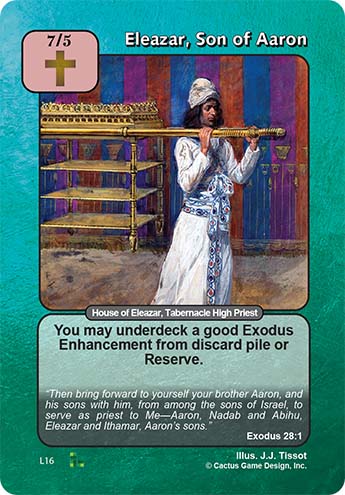 7/5
Eleazar, Son of Aaron
House of Eleazar, Tabernacle High Priest
You may underdeck a good Exodus
Enhancement from discard pile or
Reserve.
“Then bring forward to yourself your brother Aaron, and
his sons with him, from among the sons of Israel, to
serve as priest to Me—Aaron, Nadab and Abihu,
Eleazar and Ithamar, Aaron’s sons.”
Exodus 28:1
Illus. J.J. Tissot
L16
© Cactus Game Design, Inc.